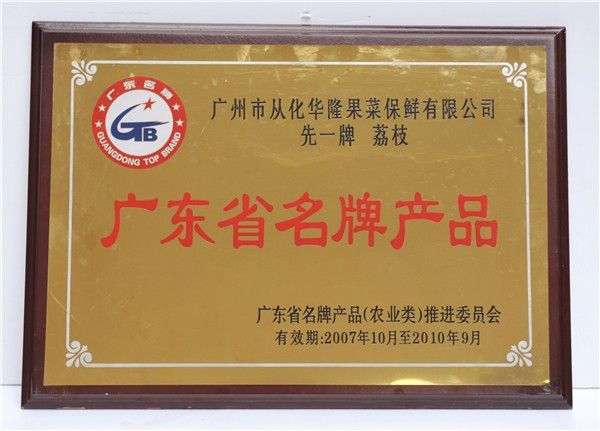 广东名牌
GTB
GUANGDONG TOP BRAND
广州市从化华隆果菜保鲜有限公司
先一牌 荔枝
广东省名牌产品
广东省名牌产品(农业类)推进委员会
有效期:2007年10月至2010年9月